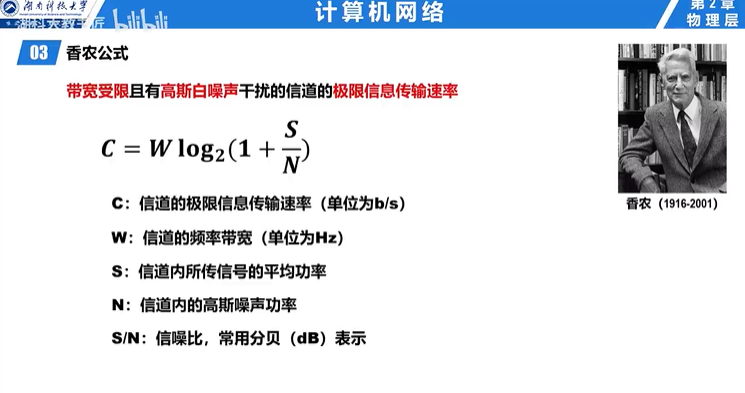 湖南科技大学
计算机网络
第2章
物理层
湖科大教书匠
bilibili
03 香农公式
带宽受限且有高斯白噪声干扰的信道的极限信息传输速率
C = W log₂(1 + S/N)
C：信道的极限信息传输速率（单位为b/s）
W：信道的频率带宽（单位为Hz）
S：信道内所传信号的平均功率
N：信道内的高斯噪声功率
S/N：信噪比，常用分贝（dB）表示
香农（1916-2001）